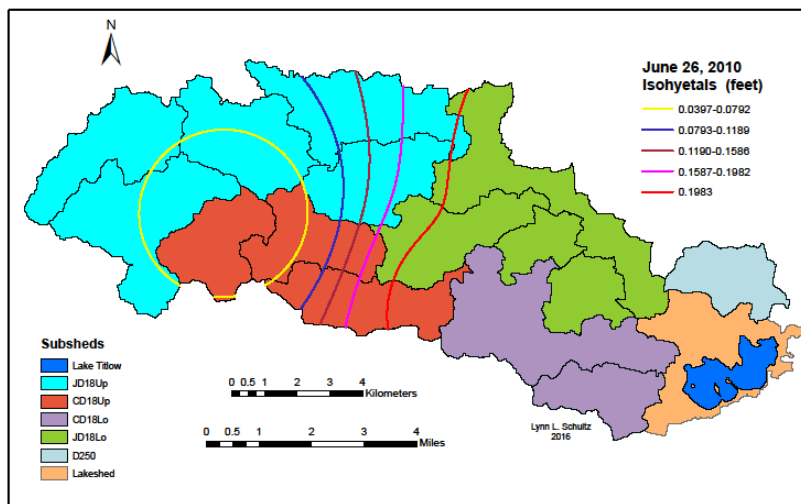 N
June 26, 2010
Isohyetals (feet)
0.0397-0.0792
0.0793-0.1189
0.1190-0.1586
0.1587-0.1982
0.1983
Subsheds
Lake Titlow
JD18Up
CD18Up
CD18Lo
JD18Lo
D250
Lakeshed
0 0.5 1 2 3 4
Kilometers
0 0.5 1 2 3 4
Miles
Lynn L. Schultz
2016